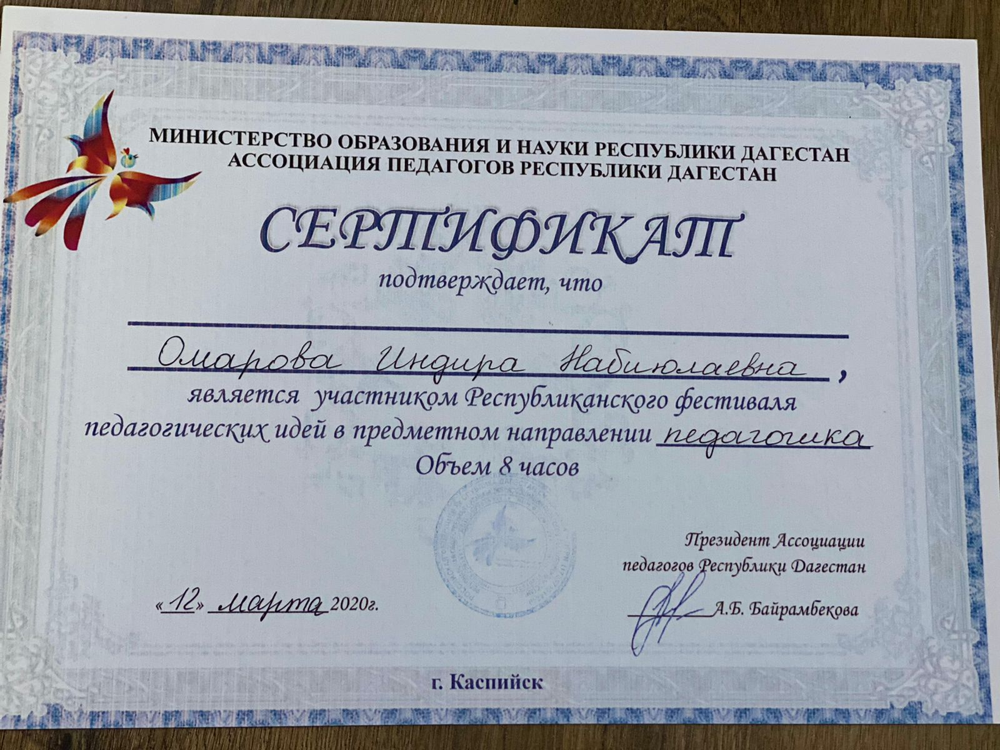 МИНИСТЕРСТВО ОБРАЗОВАНИЯ И НАУКИ РЕСПУБЛИКИ ДАГЕСТАН
АССОЦИАЦИЯ ПЕДАГОГОВ РЕСПУБЛИКИ ДАГЕСТАН
СЕРТИФИКАТ
подтверждает, что
Омарова Индира Набиюлаевна,
является участником Республиканского фестиваля
педагогических идей в предметном направлении педагогика
Объем 8 часов
Президент Ассоциации
педагогов Республики Дагестан
«12» марта 2020г.
А.Б. Байрамбекова
г. Каспийск